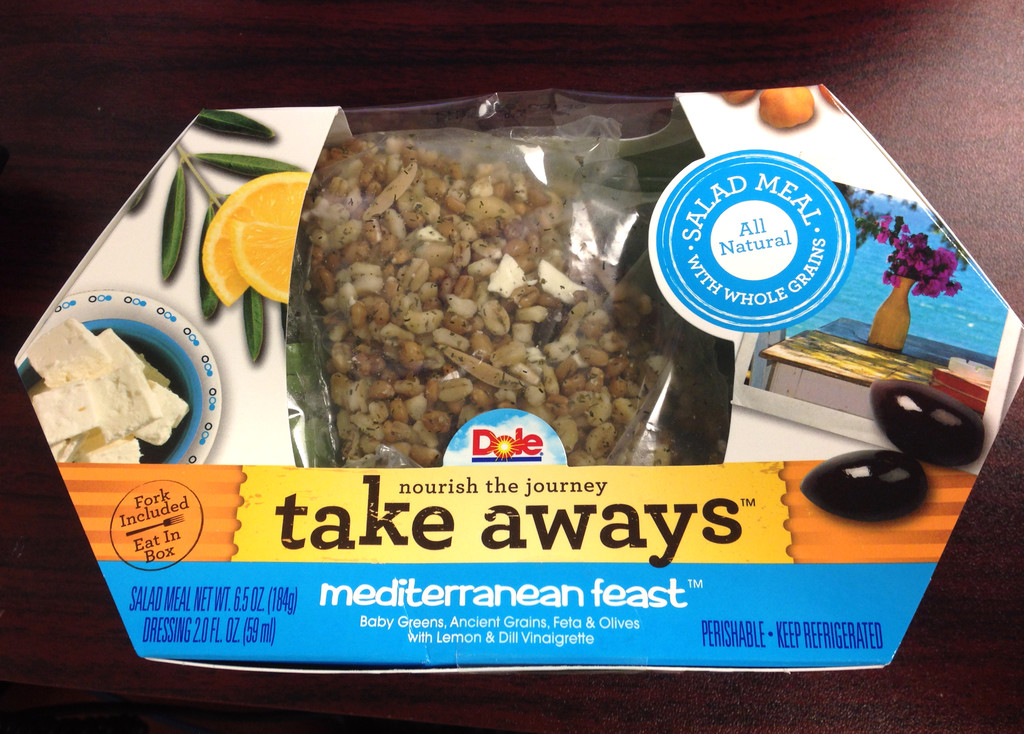 SALAD MEAL
All
Natural
• WITH WHOLE GRAINS •
Dole
nourish the journey
take aways™
Fork
Included
Eat In
Box
mediterranean feast™
Baby Greens, Ancient Grains, Feta & Olives
with Lemon & Dill Vinaigrette
SALAD MEAL NET WT. 6.5 OZ. (184g)
DRESSING 2.0 FL. OZ. (59 ml)
PERISHABLE • KEEP REFRIGERATED